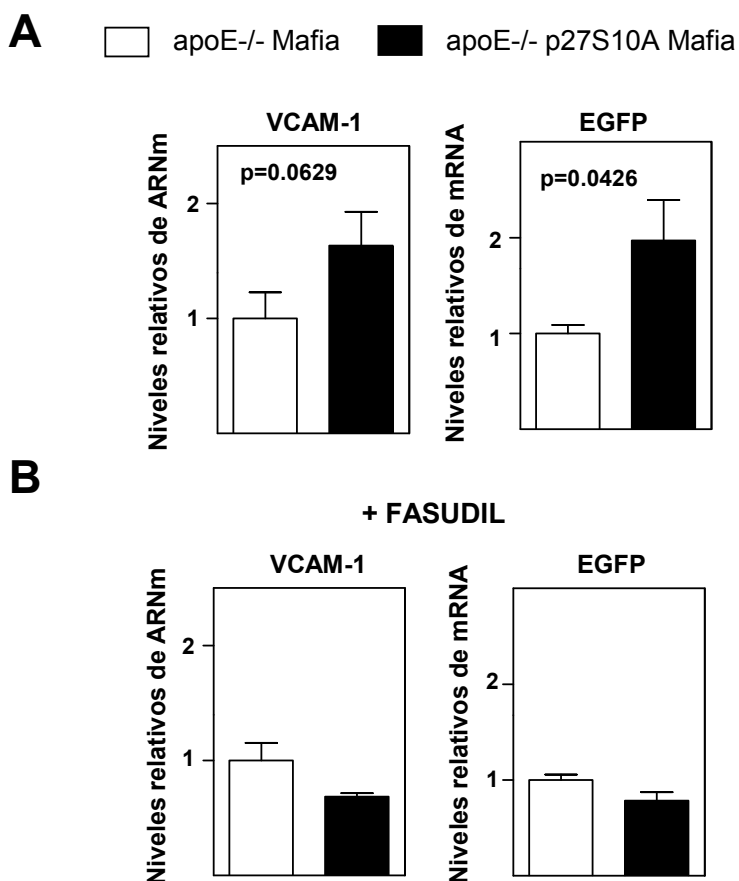 A
apoE-/- Mafia
apoE-/- p27S10A Mafia
VCAM-1
Niveles relativos de ARNm
p=0.0629
2
1
EGFP
Niveles relativos de mRNA
p=0.0426
2
1
B
+ FASUDIL
VCAM-1
Niveles relativos de ARNm
2
1
EGFP
Niveles relativos de mRNA
2
1